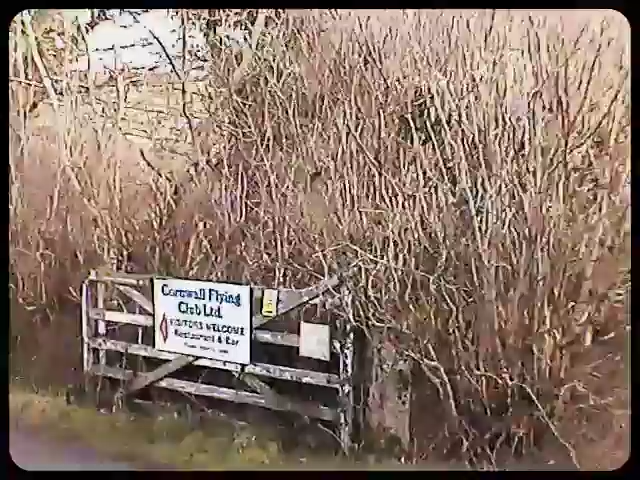 Cornwall Flying
Club Ltd.
VISITORS WELCOME
Restaurant & Bar